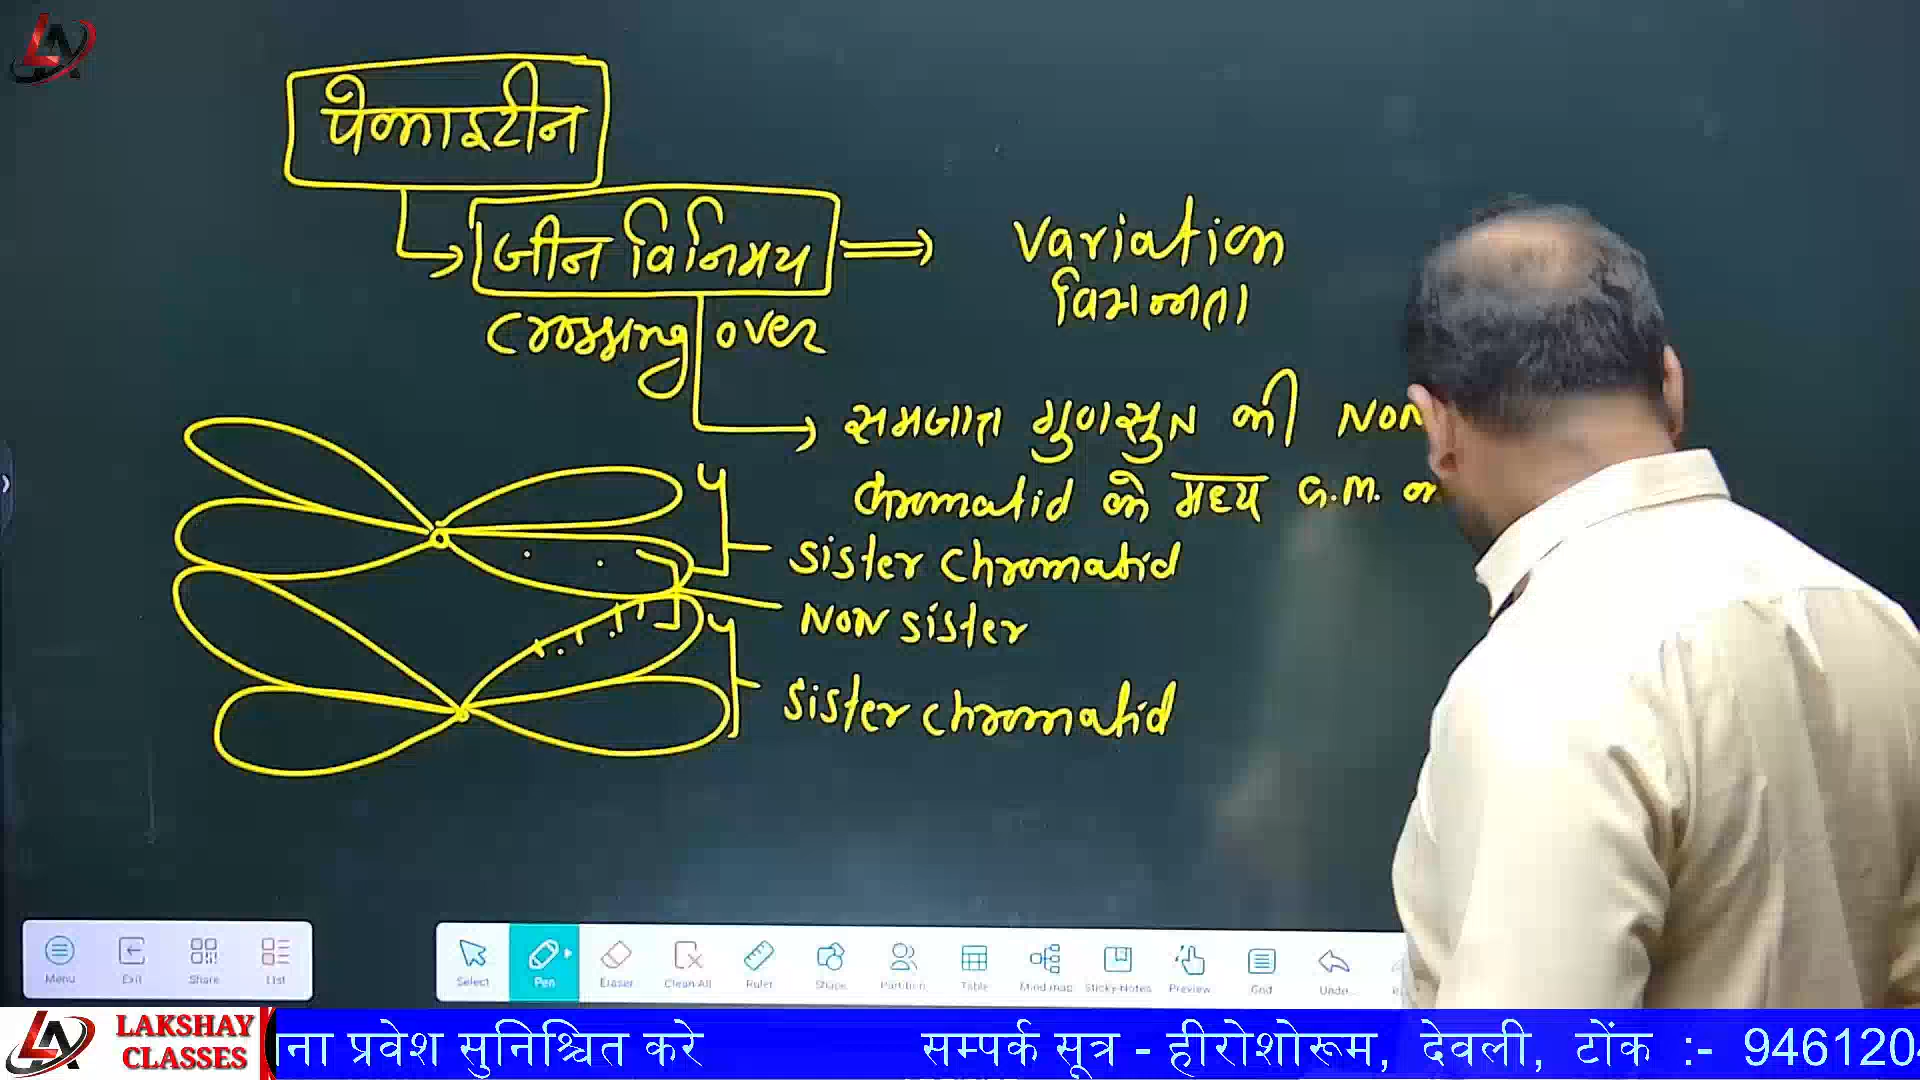 पेकाइटीन
जीन विनिमय
Crossing over
Variation
विभिन्नता
समजात गुणसुत्र की NON
chromatid के मध्य G.M.
Sister chromatid
NON sister
Sister chromatid
Menu Exit Share List
Select Pen Eraser Clean All Ruler Shape Partition Table Mind map Sticky Notes Preview Grid Undo
LAKSHAY
CLASSES
ना प्रवेश सुनिश्चित करे सम्पर्क सूत्र - हीरोशोरूम, देवली, टोंक :- 946120